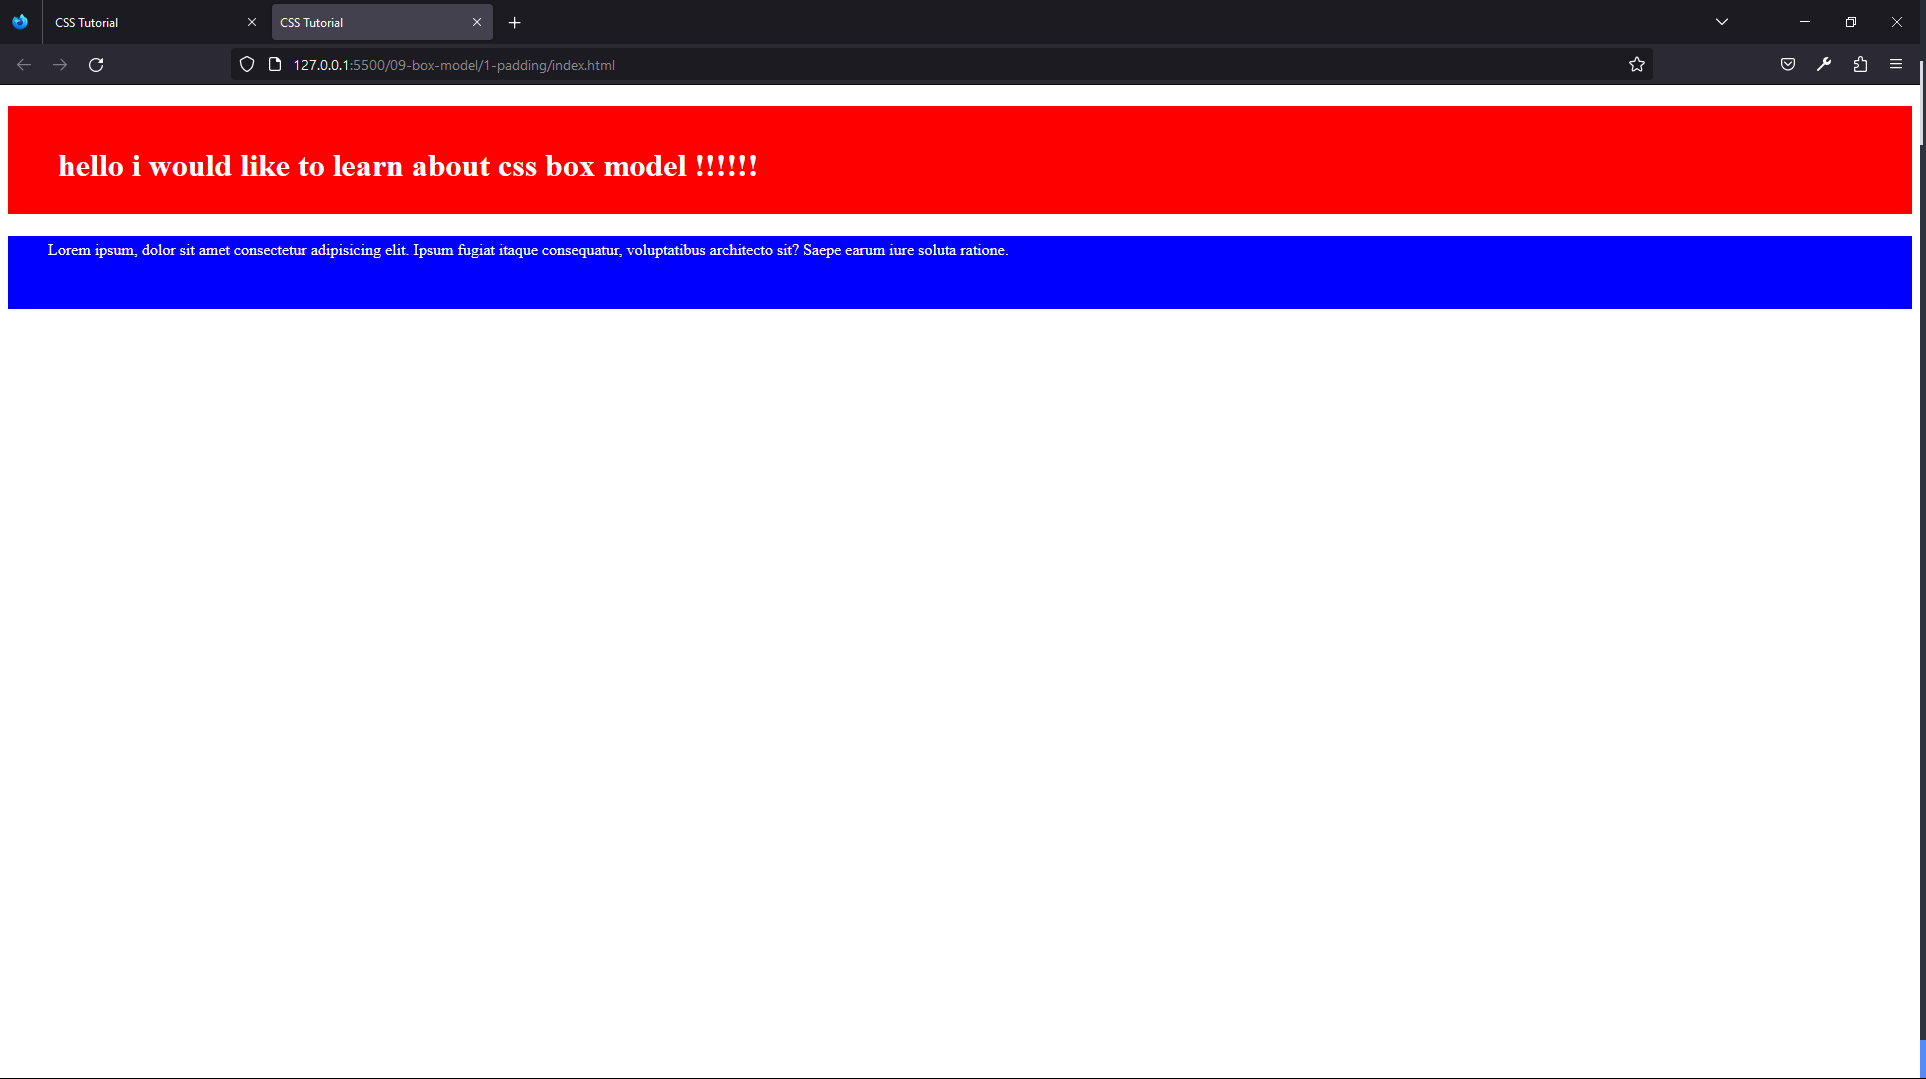 CSS Tutorial
CSS Tutorial
127.0.0.1:5500/09-box-model/1-padding/index.html
hello i would like to learn about css box model !!!!!!
Lorem ipsum, dolor sit amet consectetur adipisicing elit. Ipsum fugiat itaque consequatur, voluptatibus architecto sit? Saepe earum iure soluta ratione.